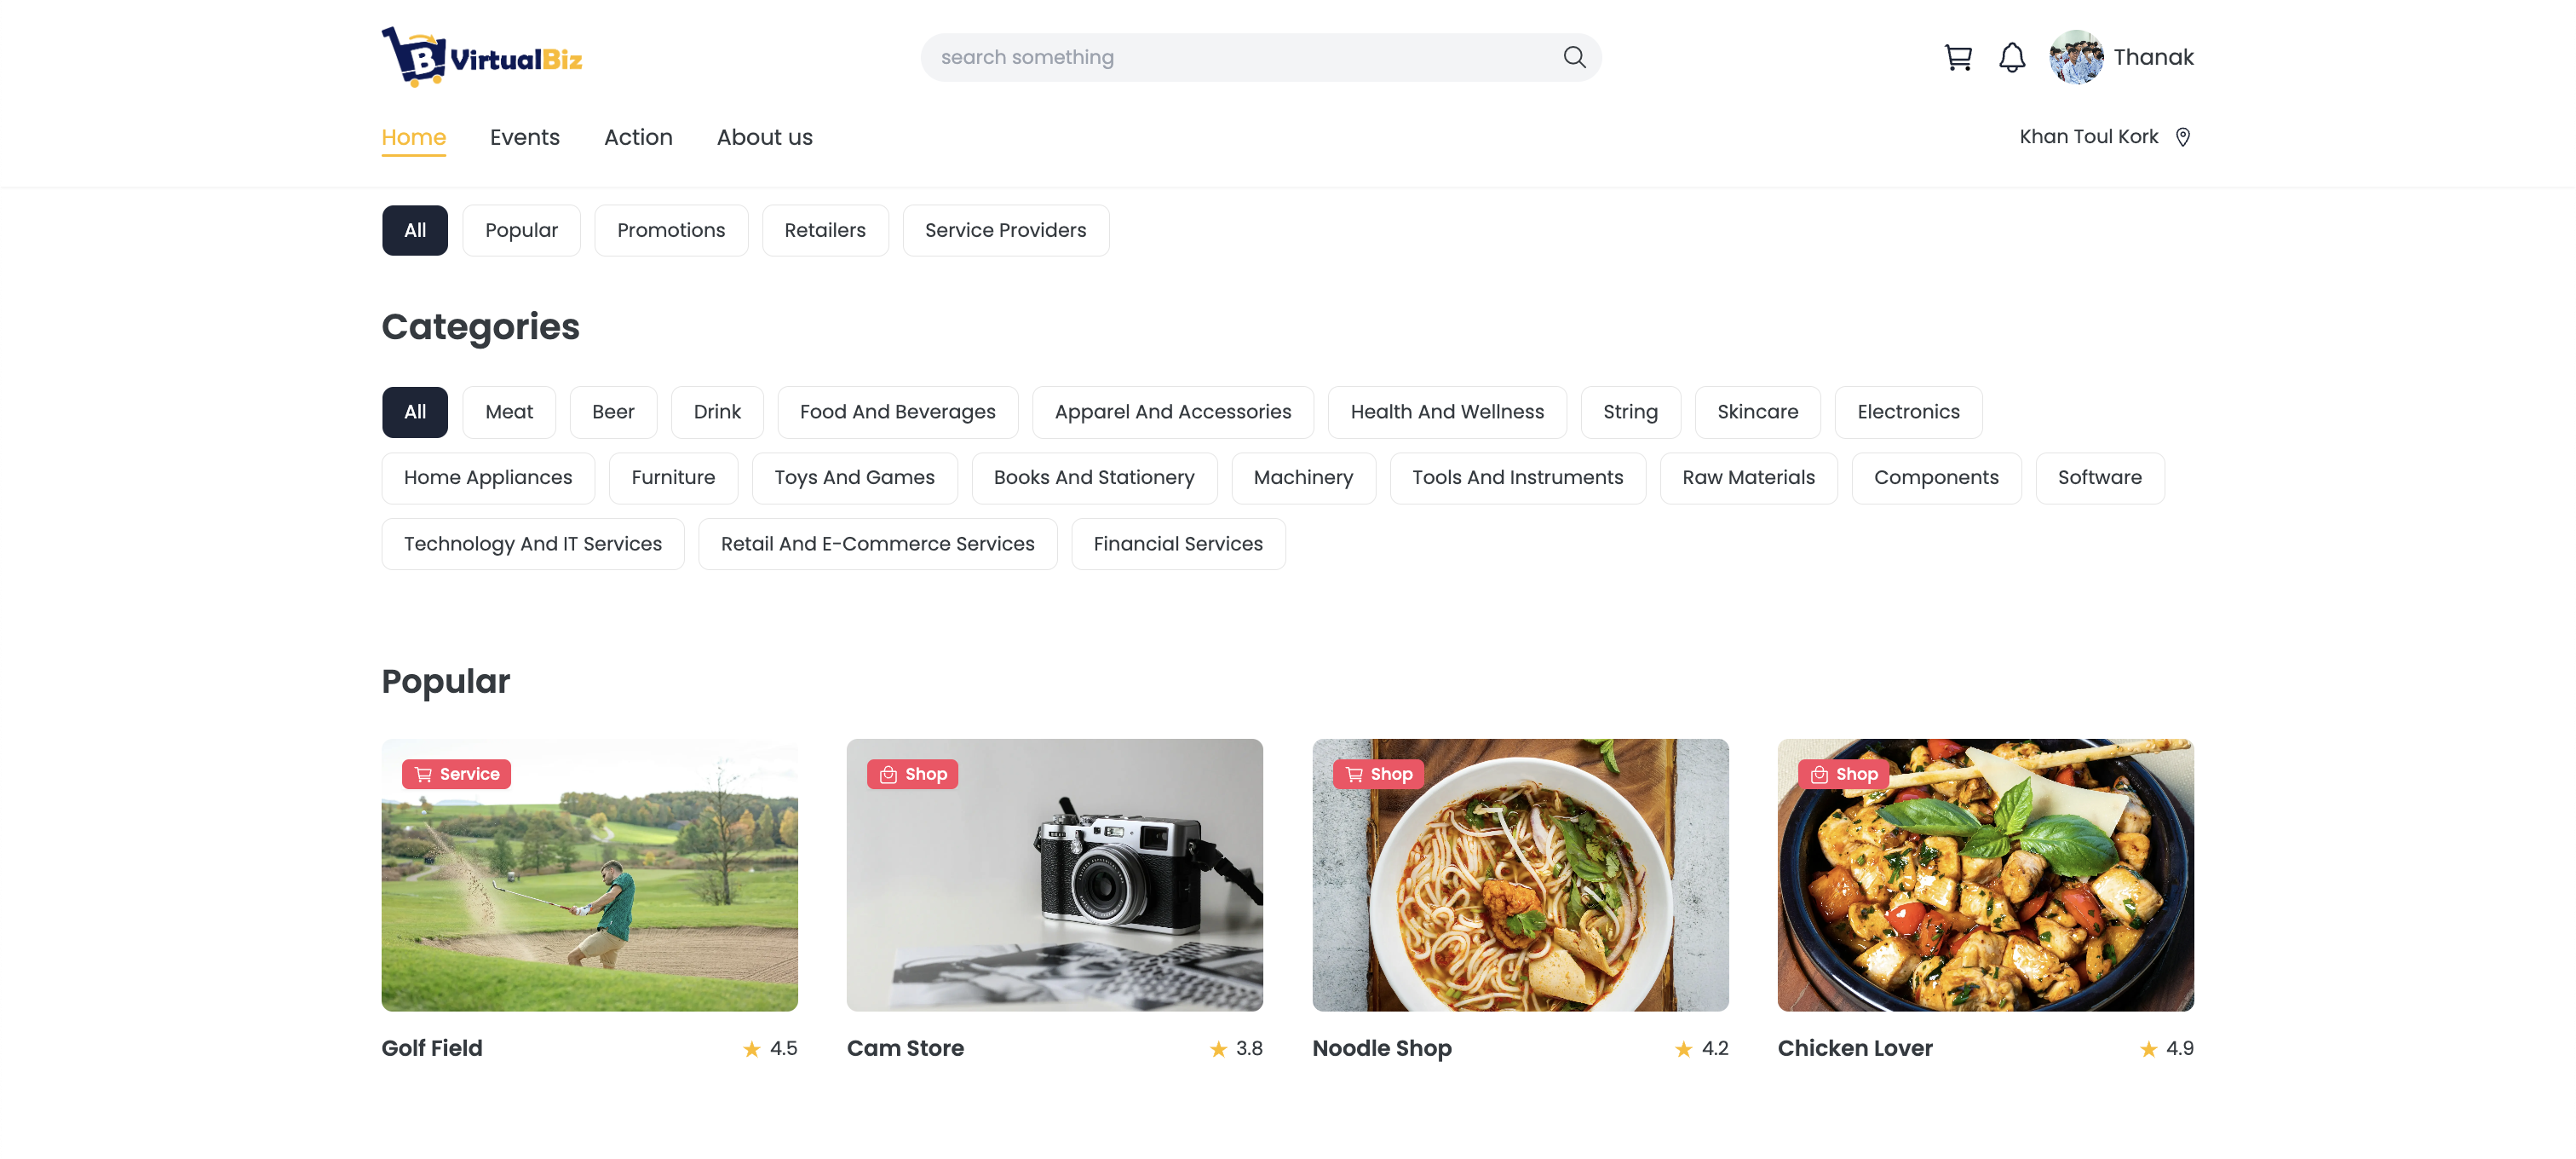 B VirtualBiz
search something
Thanak
Home Events Action About us
Khan Toul Kork
All Popular Promotions Retailers Service Providers
Categories
All Meat Beer Drink Food And Beverages Apparel And Accessories Health And Wellness String Skincare Electronics
Home Appliances Furniture Toys And Games Books And Stationery Machinery Tools And Instruments Raw Materials Components Software
Technology And IT Services Retail And E-Commerce Services Financial Services
Popular
Service Shop Shop Shop
Golf Field 4.5 Cam Store 3.8 Noodle Shop 4.2 Chicken Lover 4.9